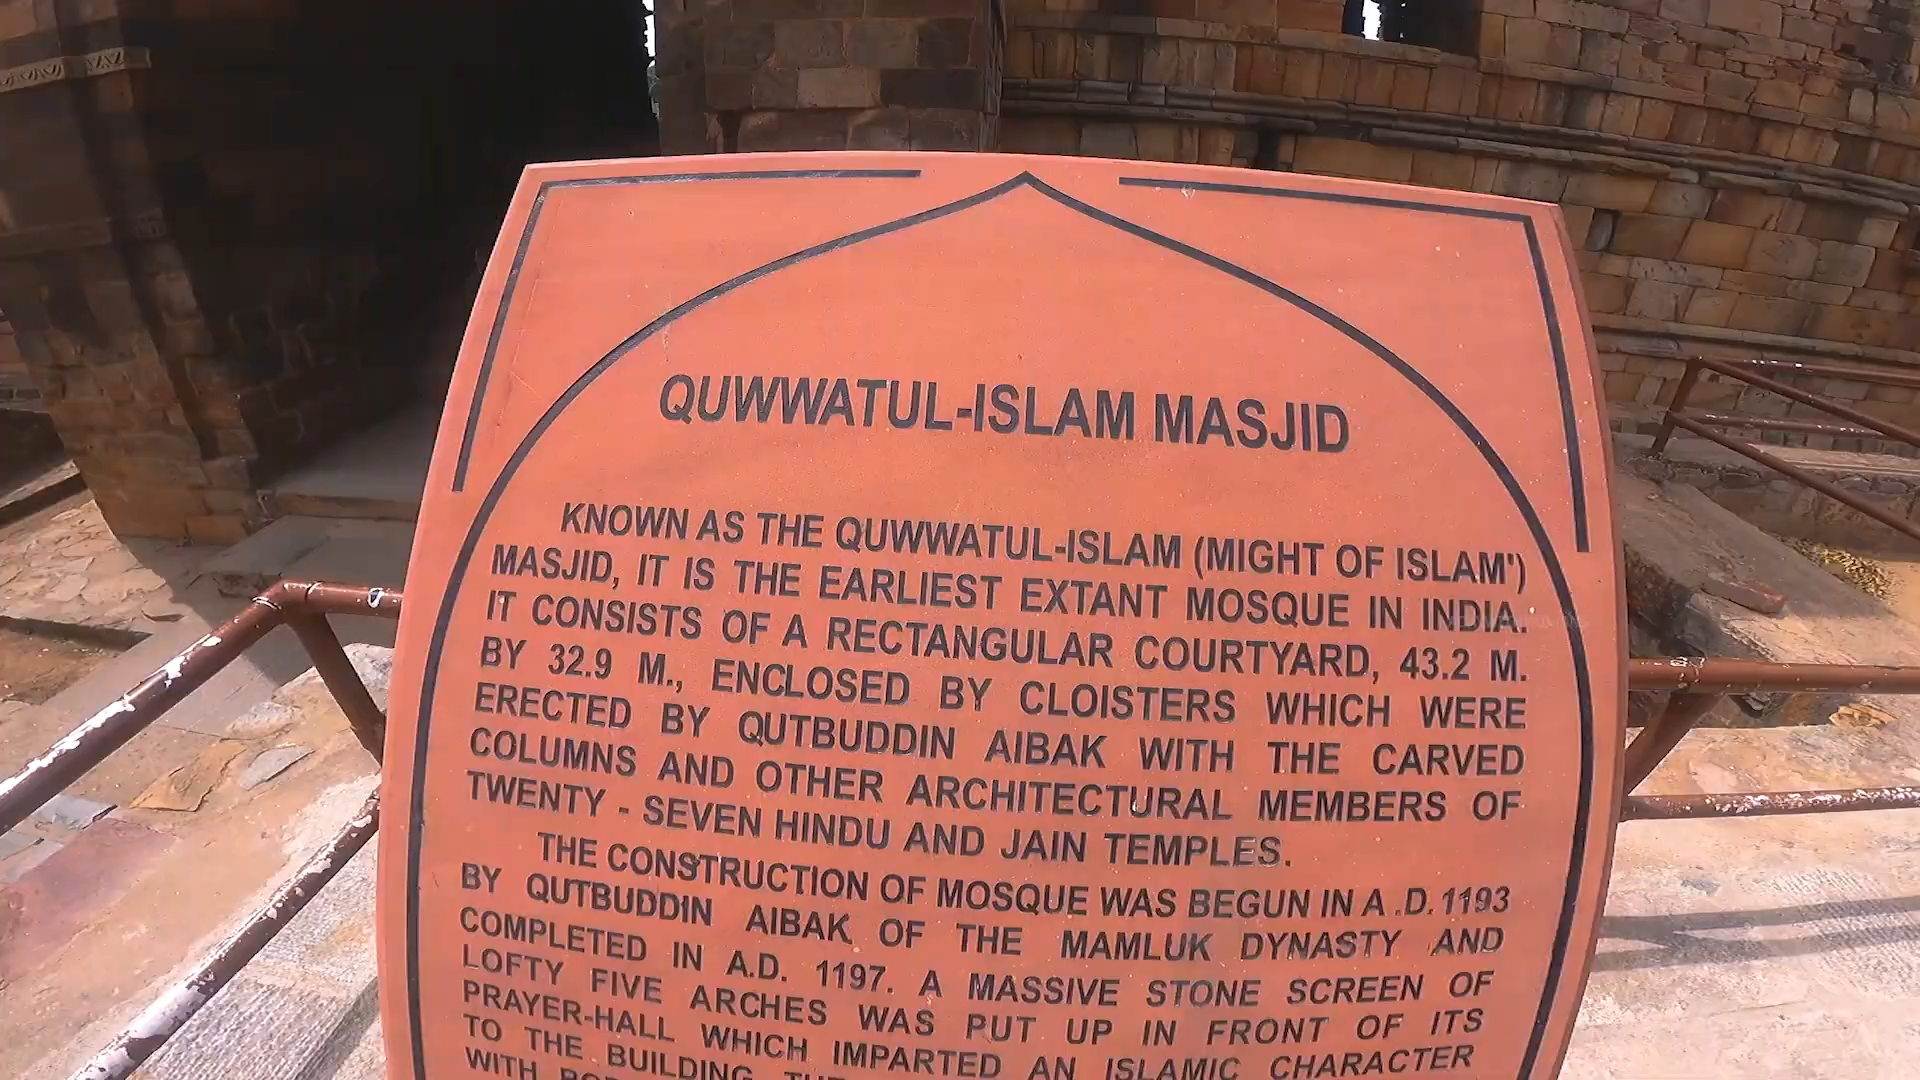 QUWWATUL-ISLAM MASJID
KNOWN AS THE QUWWATUL-ISLAM (MIGHT OF ISLAM')
MASJID, IT IS THE EARLIEST EXTANT MOSQUE IN INDIA.
IT CONSISTS OF A RECTANGULAR COURTYARD, 43.2 M.
BY 32.9 M., ENCLOSED BY CLOISTERS WHICH WERE
ERECTED BY QUTBUDDIN AIBAK WITH THE CARVED
COLUMNS AND OTHER ARCHITECTURAL MEMBERS OF
TWENTY - SEVEN HINDU AND JAIN TEMPLES.
THE CONSTRUCTION OF MOSQUE WAS BEGUN IN A .D. 1193
BY QUTBUDDIN AIBAK OF THE MAMLUK DYNASTY AND
COMPLETED IN A.D. 1197. A MASSIVE STONE SCREEN OF
LOFTY FIVE ARCHES WAS PUT UP IN FRONT OF ITS
PRAYER-HALL WHICH IMPARTED AN ISLAMIC CHARACTER
TO THE BUILDING
WITH